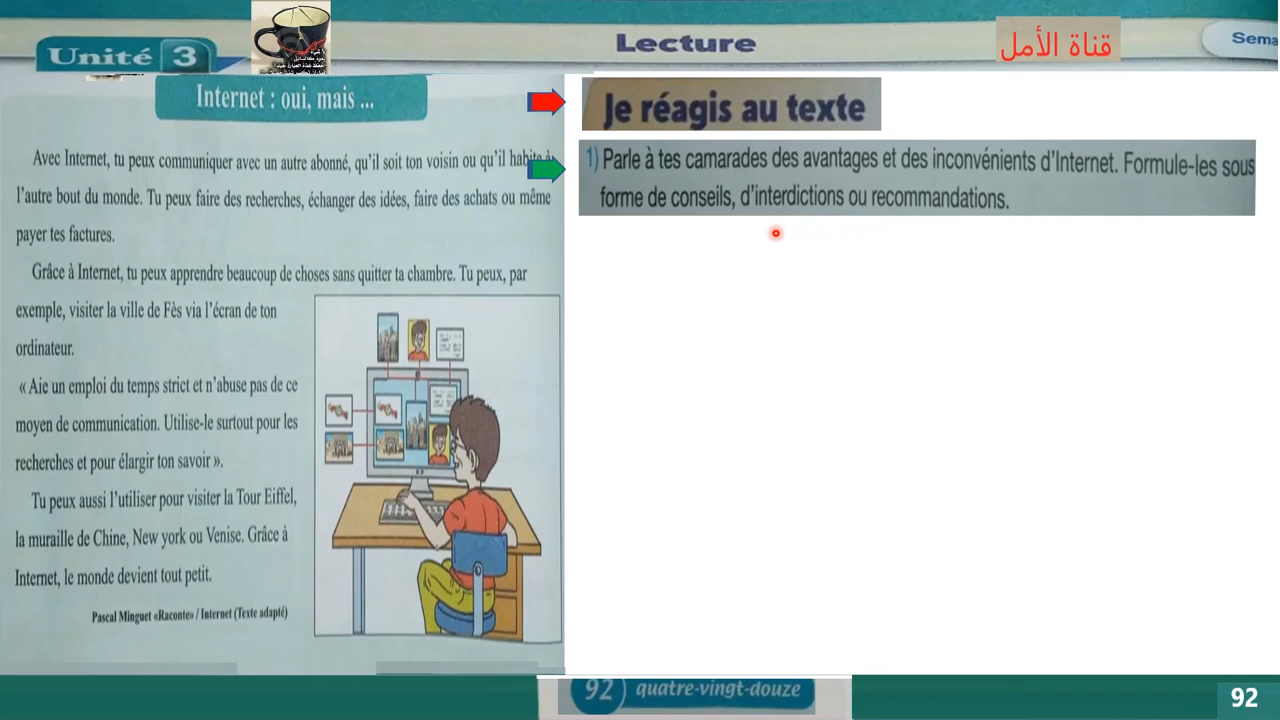 Unité 3
Lecture
قناة الأمل
Sema
Internet : oui, mais ...
Avec Internet, tu peux communiquer avec un autre abonné, qu'il soit ton voisin ou qu'il habite à
l'autre bout du monde. Tu peux faire des recherches, échanger des idées, faire des achats ou même
payer tes factures.
Grâce à Internet, tu peux apprendre beaucoup de choses sans quitter ta chambre. Tu peux, par
exemple, visiter la ville de Fès via l'écran de ton
ordinateur.
« Aie un emploi du temps strict et n'abuse pas de ce
moyen de communication. Utilise-le surtout pour les
recherches et pour élargir ton savoir ».
Tu peux aussi l'utiliser pour visiter la Tour Eiffel,
la muraille de Chine, New york ou Venise. Grâce à
Internet, le monde devient tout petit.
Pascal Minguet «Raconte» / Internet (Texte adapté)
Je réagis au texte
1) Parle à tes camarades des avantages et des inconvénients d'Internet. Formule-les sous
forme de conseils, d'interdictions ou recommandations.
92 quatre-vingt-douze
92